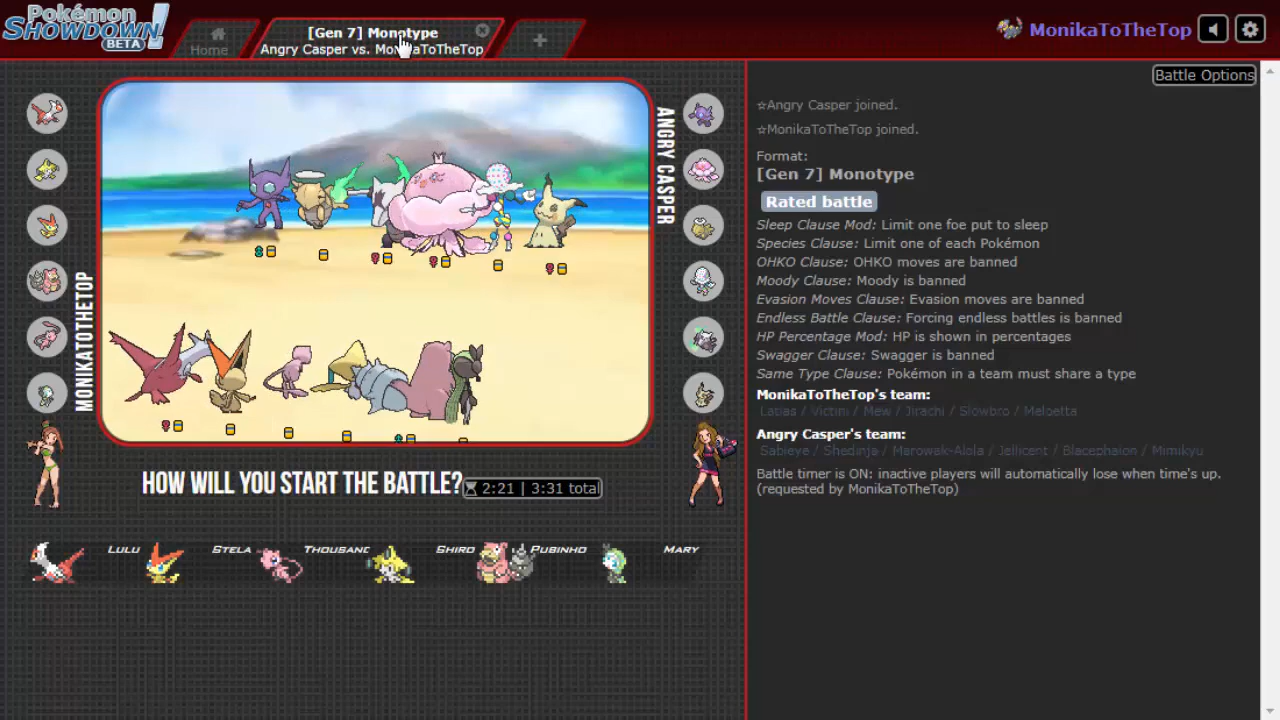 Pokémon
SHOWDOWN!
BETA
Home
[Gen 7] Monotype
Angry Casper vs. MonikaToTheTop
+
MonikaToTheTop
Battle Options
MONIKATOTHETOP
ANGRY CASPER
HOW WILL YOU START THE BATTLE?
2:21 | 3:31 total
LULU
STELA
THOUSAND
SHIRO
PUBINHO
MARY
☆Angry Casper joined.
☆MonikaToTheTop joined.
Format:
[Gen 7] Monotype
Rated battle
Sleep Clause Mod: Limit one foe put to sleep
Species Clause: Limit one of each Pokémon
OHKO Clause: OHKO moves are banned
Moody Clause: Moody is banned
Evasion Moves Clause: Evasion moves are banned
Endless Battle Clause: Forcing endless battles is banned
HP Percentage Mod: HP is shown in percentages
Swagger Clause: Swagger is banned
Same Type Clause: Pokémon in a team must share a type
MonikaToTheTop's team:
Latias / Victini / Mew / Jirachi / Slowbro / Meloetta
Angry Casper's team:
Sableye / Shedinja / Marowak-Alola / Jellicent / Blacephalon / Mimikyu
Battle timer is ON: inactive players will automatically lose when time's up.
(requested by MonikaToTheTop)